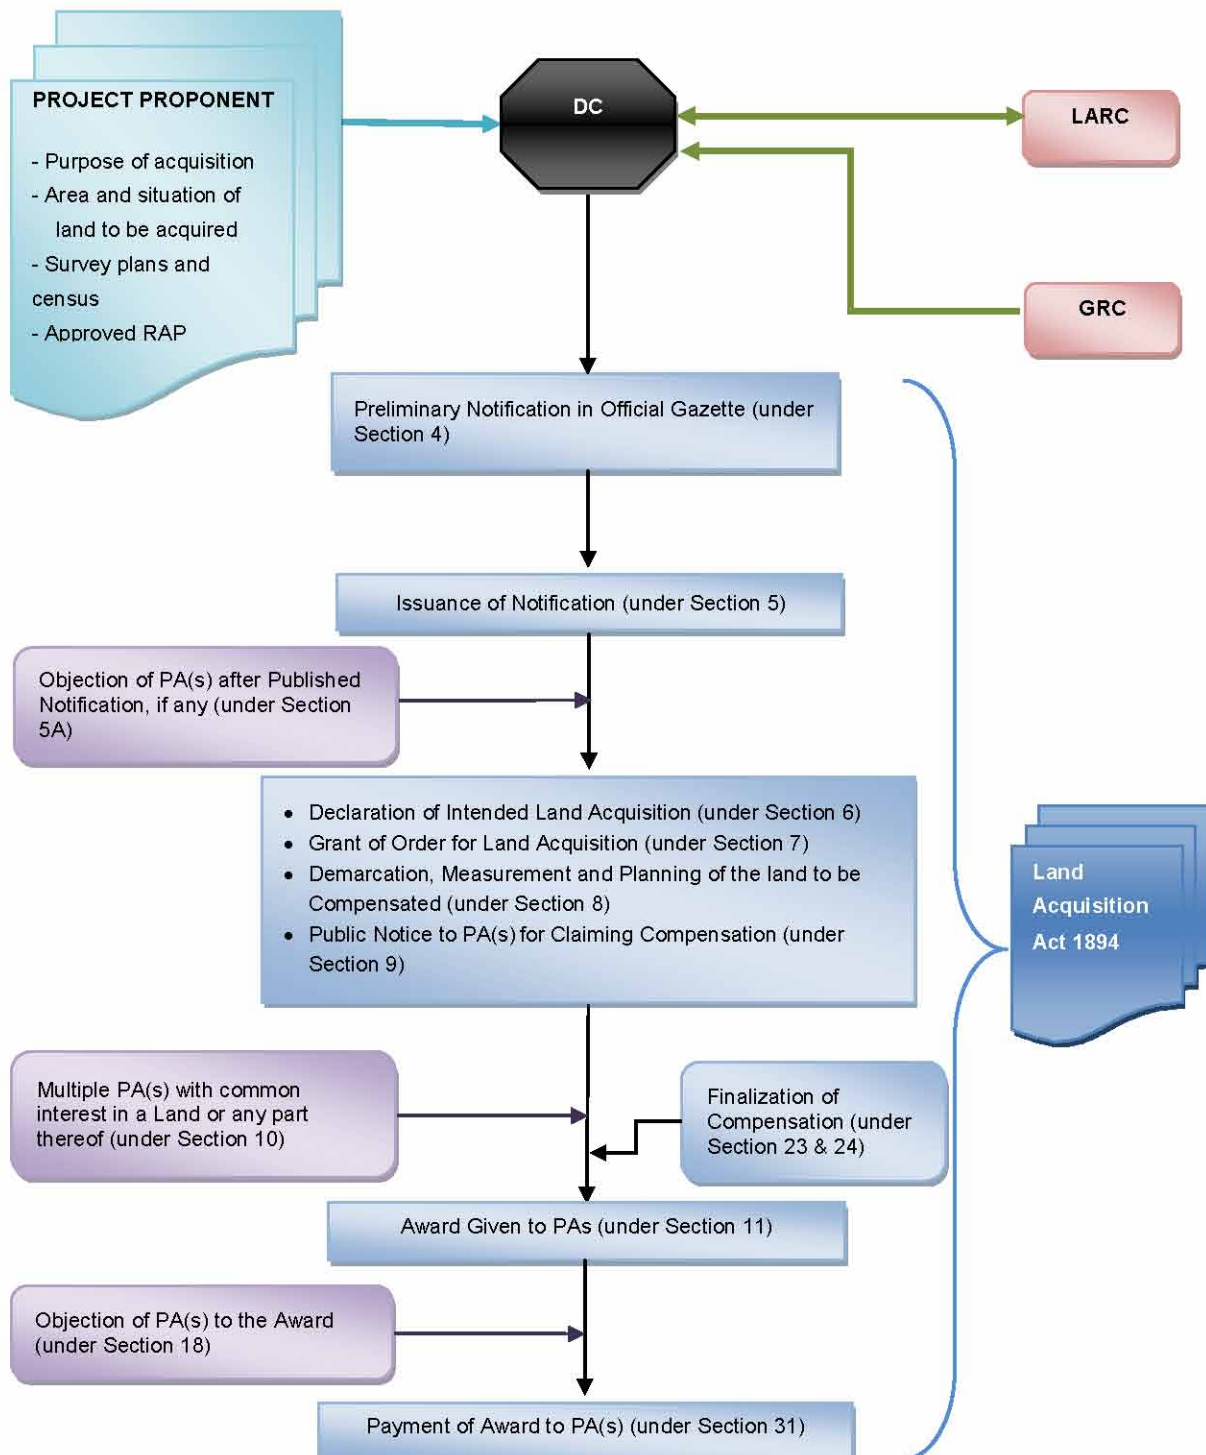 PROJECT PROPONENT
- Purpose of acquisition
- Area and situation of
land to be acquired
- Survey plans and
census
- Approved RAP
DC
LARC
GRC
Preliminary Notification in Official Gazette (under
Section 4)
Issuance of Notification (under Section 5)
Objection of PA(s) after Published
Notification, if any (under Section
5A)
• Declaration of Intended Land Acquisition (under Section 6)
• Grant of Order for Land Acquisition (under Section 7)
• Demarcation, Measurement and Planning of the land to be
Compensated (under Section 8)
• Public Notice to PA(s) for Claiming Compensation (under
Section 9)
Land
Acquisition
Act 1894
Multiple PA(s) with common
interest in a Land or any part
thereof (under Section 10)
Finalization of
Compensation (under
Section 23 & 24)
Award Given to PAs (under Section 11)
Objection of PA(s) to the Award
(under Section 18)
Payment of Award to PA(s) (under Section 31)